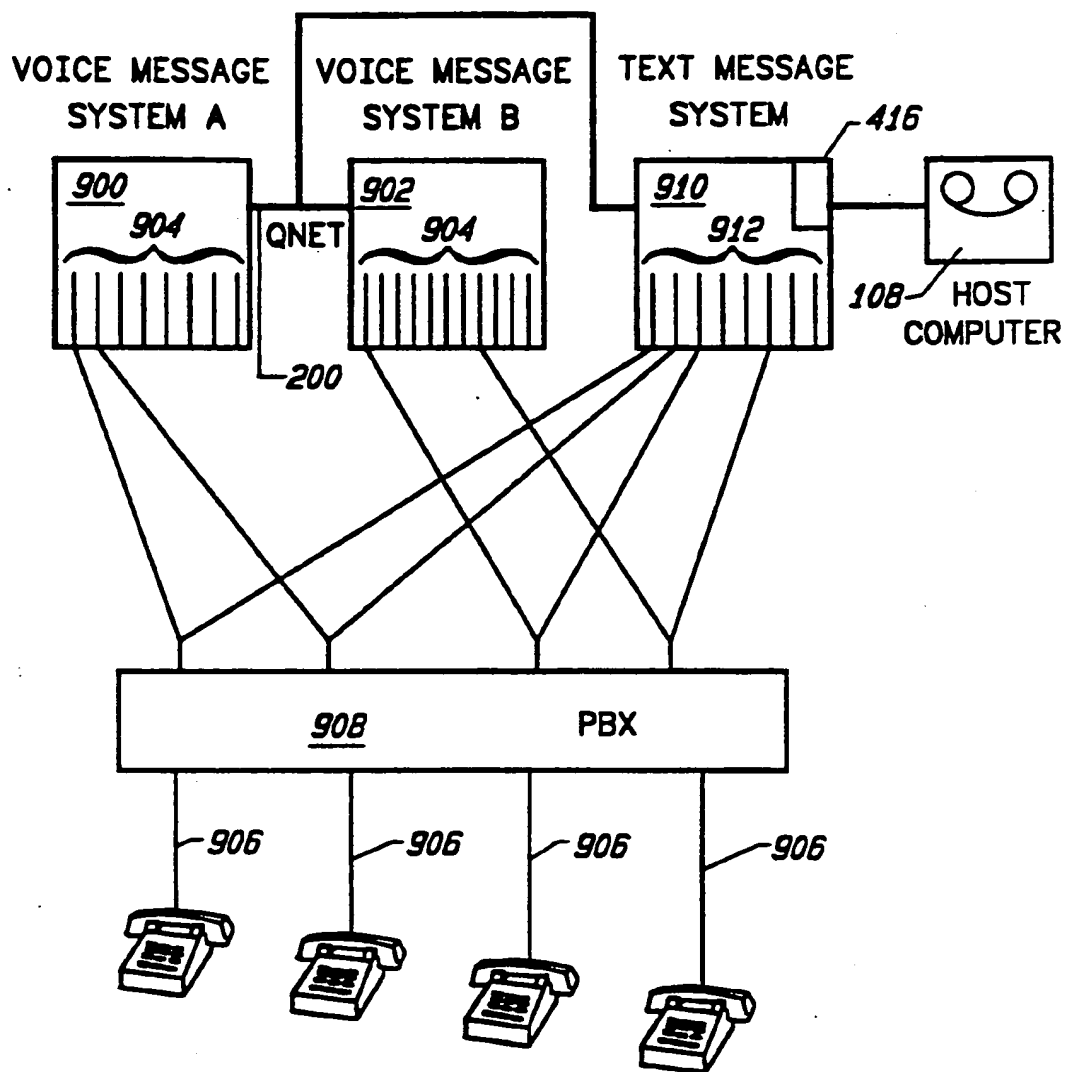 VOICE MESSAGE
SYSTEM A
VOICE MESSAGE
SYSTEM B
TEXT MESSAGE
SYSTEM
416
900
904
QNET
902
904
910
912
108
HOST
COMPUTER
200
908
PBX
906
906
906
906